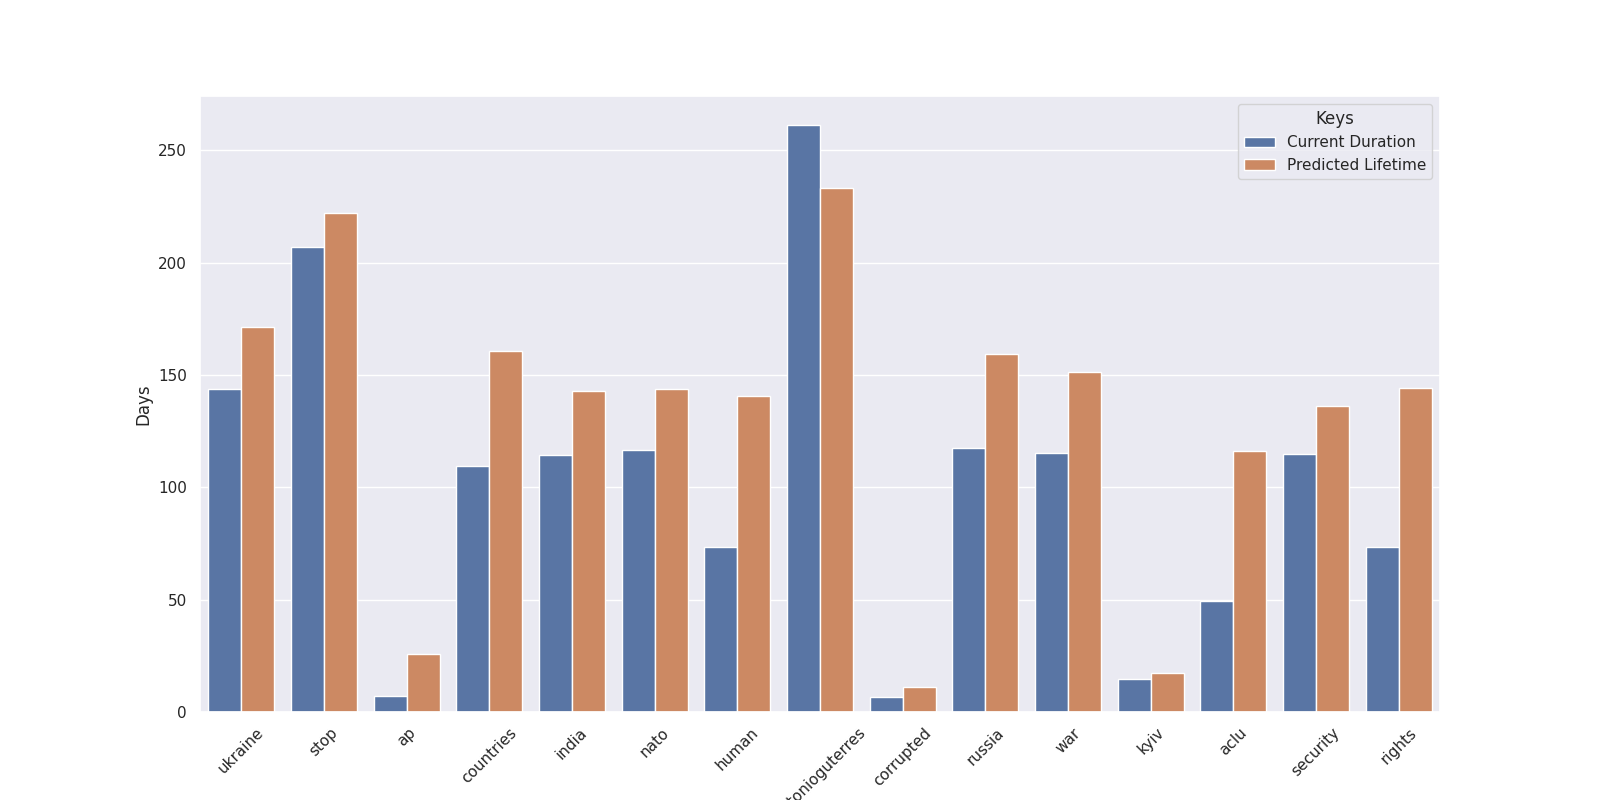 Keys
Current Duration
Predicted Lifetime
Days
250
200
150
100
50
0
ukraine
stop
ap
countries
india
nato
human
tonioguterres
corrupted
russia
war
kyiv
aclu
security
rights